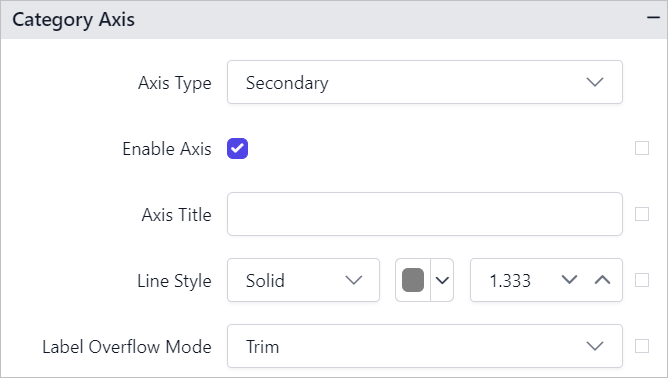 Category Axis
Axis Type Secondary
Enable Axis
Axis Title
Line Style Solid 1.333
Label Overflow Mode Trim